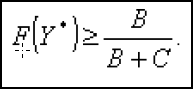 F(Y*) ≥ B / (B + C).